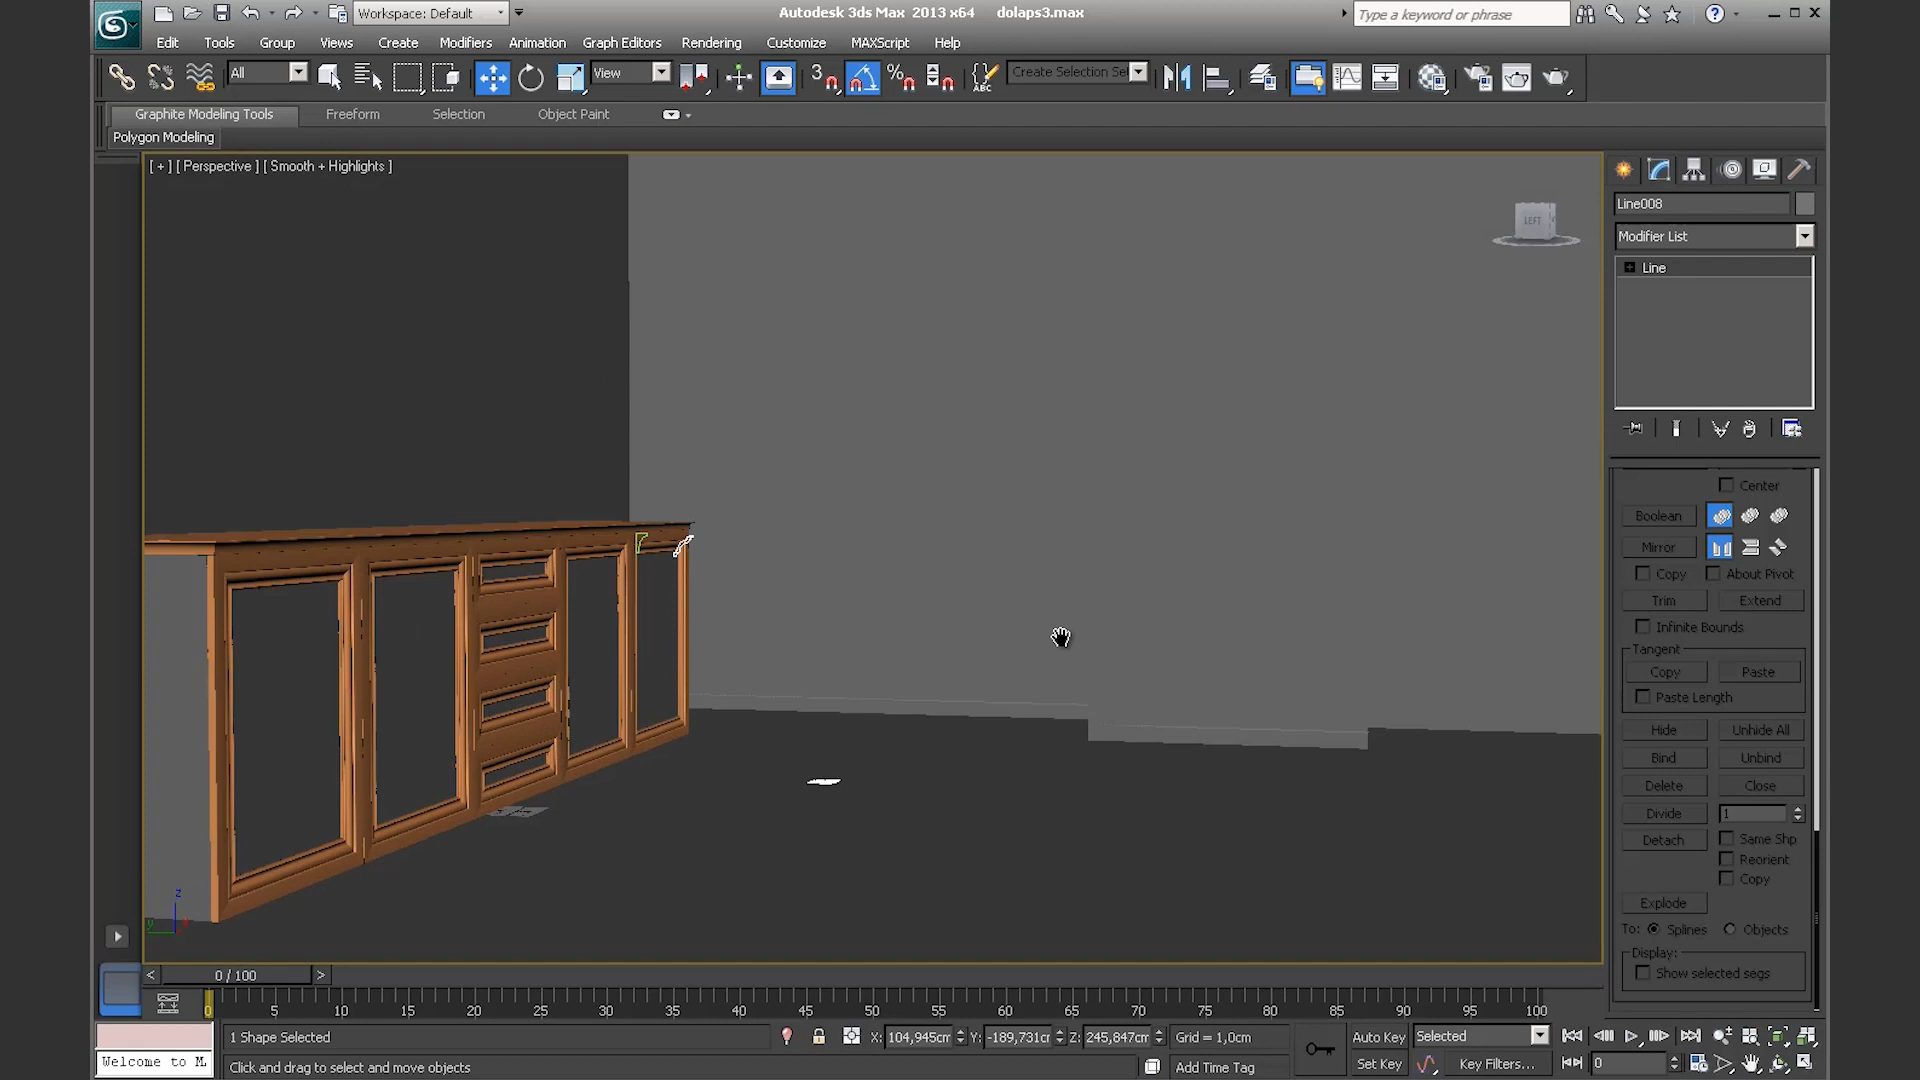 Workspace: Default
Autodesk 3ds Max 2013 x64 dolaps3.max
Type a keyword or phrase
Edit Tools Group Views Create Modifiers Animation Graph Editors Rendering Customize MAXScript Help
All
View
3
%
ABC
Create Selection Set
Graphite Modeling Tools Freeform Selection Object Paint
Polygon Modeling
[ + ] [ Perspective ] [ Smooth + Highlights ]
LEFT
Line008
Modifier List
Line
Center
Boolean
Mirror
Copy About Pivot
Trim Extend
Infinite Bounds
Tangent
Copy Paste
Paste Length
Hide Unhide All
Bind Unbind
Delete Close
Divide 1
Detach Same Shp
Reorient
Copy
Explode
To: Splines Objects
Display:
Show selected segs
z
y x
< 0 / 100 >
0 5 10 15 20 25 30 35 40 45 50 55 60 65 70 75 80 85 90 95 100
1 Shape Selected X: 104,945cm Y: -189,731cm Z: 245,847cm Grid = 1,0cm Auto Key Selected
Welcome to M
Click and drag to select and move objects Add Time Tag Set Key Key Filters... 0